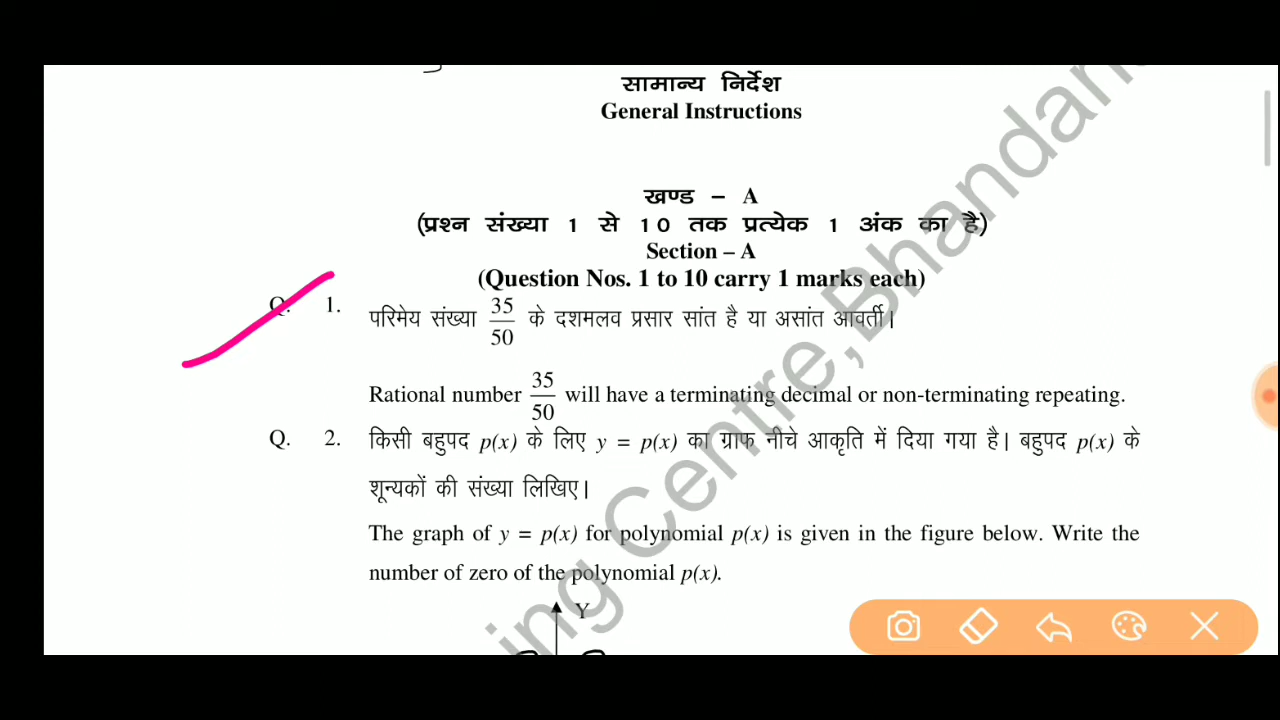 सामान्य निर्देश
General Instructions
खण्ड – A
(प्रश्न संख्या 1 से 10 तक प्रत्येक 1 अंक का है)
Section – A
(Question Nos. 1 to 10 carry 1 marks each)
Q. 1. परिमेय संख्या 35/50 के दशमलव प्रसार सांत है या असांत आवर्ती।
Rational number 35/50 will have a terminating decimal or non-terminating repeating.
Q. 2. किसी बहुपद p(x) के लिए y = p(x) का ग्राफ नीचे आकृति में दिया गया है। बहुपद p(x) के
शून्यकों की संख्या लिखिए।
The graph of y = p(x) for polynomial p(x) is given in the figure below. Write the
number of zero of the polynomial p(x).
Y
Centre,